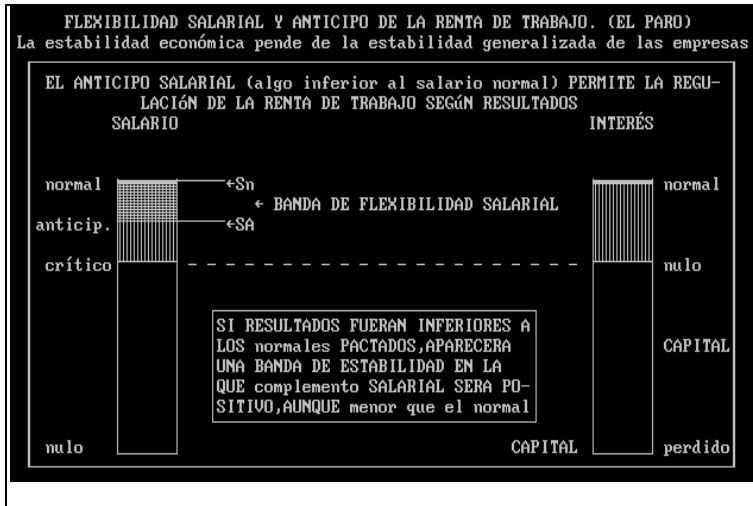 FLEXIBILIDAD SALARIAL Y ANTICIPO DE LA RENTA DE TRABAJO. (EL PARO)
La estabilidad económica pende de la estabilidad generalizada de las empresas
EL ANTICIPO SALARIAL (algo inferior al salario normal) PERMITE LA REGU-
LACIóN DE LA RENTA DE TRABAJO SEGúN RESULTADOS
SALARIO INTERÉS
normal ←Sn normal
← BANDA DE FLEXIBILIDAD SALARIAL
anticip. ←SA
crítico nulo
SI RESULTADOS FUERAN INFERIORES A
LOS normales PACTADOS,APARECERA
UNA BANDA DE ESTABILIDAD EN LA
QUE complemento SALARIAL SERA PO-
SITIVO,AUNQUE menor que el normal
CAPITAL
nulo CAPITAL perdido